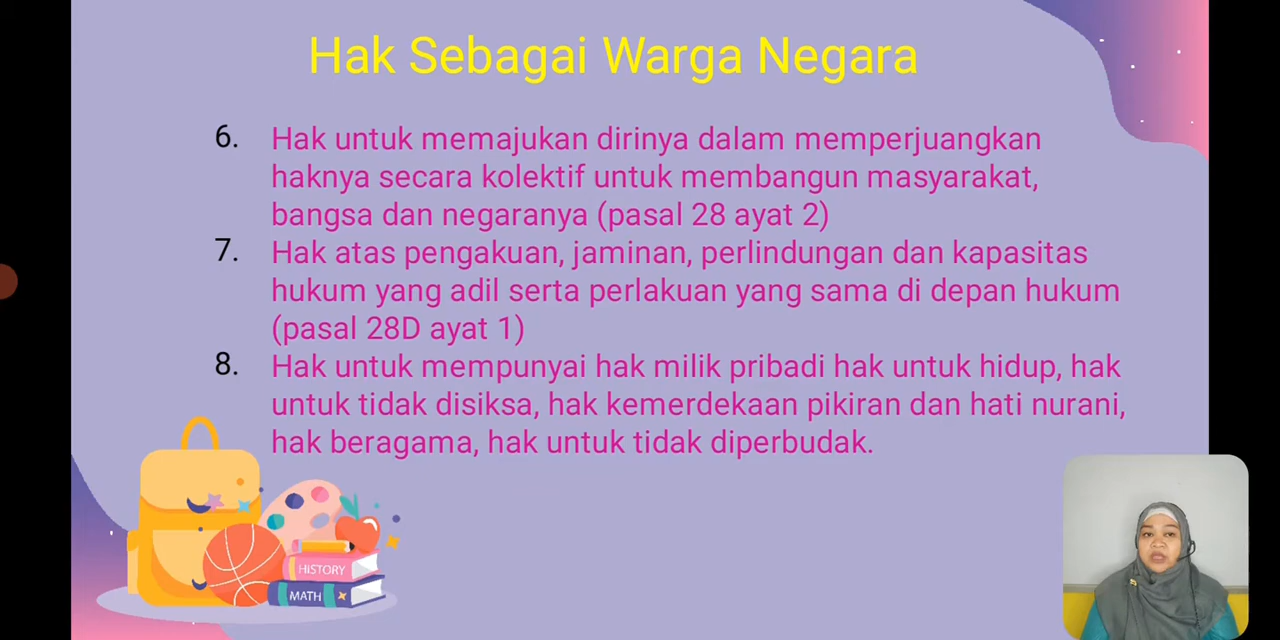 Hak Sebagai Warga Negara
6. Hak untuk memajukan dirinya dalam memperjuangkan
haknya secara kolektif untuk membangun masyarakat,
bangsa dan negaranya (pasal 28 ayat 2)
7. Hak atas pengakuan, jaminan, perlindungan dan kapasitas
hukum yang adil serta perlakuan yang sama di depan hukum
(pasal 28D ayat 1)
8. Hak untuk mempunyai hak milik pribadi hak untuk hidup, hak
untuk tidak disiksa, hak kemerdekaan pikiran dan hati nurani,
hak beragama, hak untuk tidak diperbudak.
HISTORY
MATH